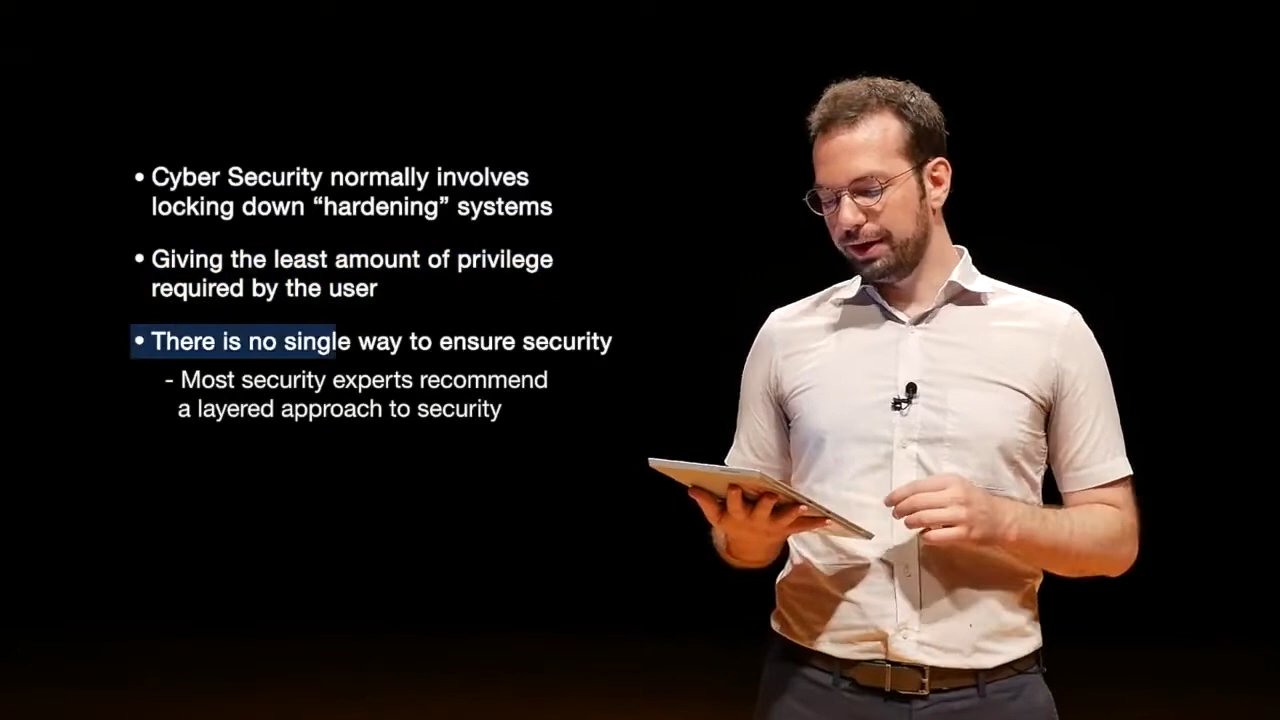 • Cyber Security normally involves
locking down “hardening” systems
• Giving the least amount of privilege
required by the user
• There is no single way to ensure security
- Most security experts recommend
a layered approach to security